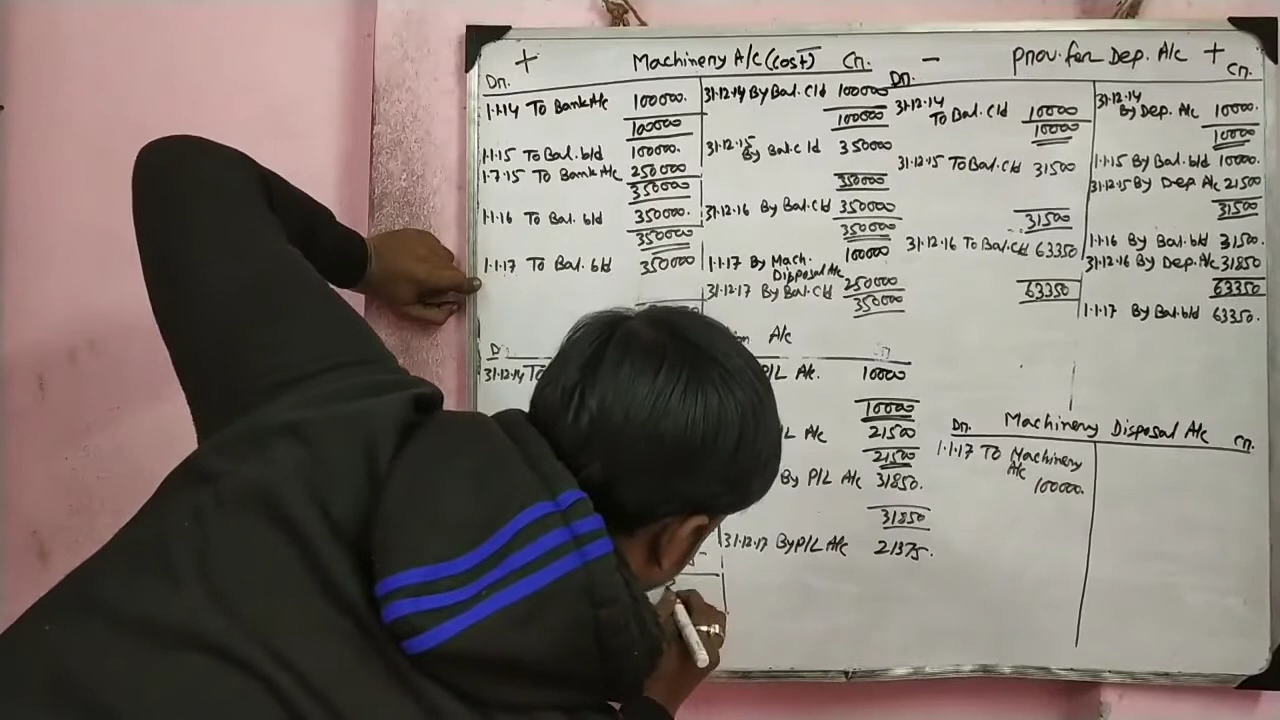 + Machinery A/c (cost) Cr.
Dr.
1.1.14 To Bank A/c 100000.
100000
1.1.15 To Bal. b/d 100000.
1.7.15 To Bank A/c 250000
350000
1.1.16 To Bal. b/d 350000.
350000
1.1.17 To Bal. b/d 350000
31.12.14 By Bal. C/d 100000
100000
31.12.15 By Bal. C/d 350000
350000
31.12.16 By Bal. C/d 350000
350000
1.1.17 By Mach. 100000
Disposal A/c
31.12.17 By Bal. C/d 250000
350000
- Prov. for Dep. A/c +
Dr. Cr.
31.12.14
To Bal. C/d 10000
10000
31.12.15 To Bal. C/d 31500
31500
31.12.16 To Bal. C/d 63350
63350
31.12.14
By Dep. A/c 10000.
10000
1.1.15 By Bal. b/d 10000.
31.12.15 By Dep. A/c 21500
31500
1.1.16 By Bal. b/d 31500.
31.12.16 By Dep. A/c 31850
63350
1.1.17 By Bal. b/d 63350.
A/c
31.12.14 To
P/L A/c. 10000
10000
A/c 21500
21500
By P/L A/c 31850.
31850
31.12.17 By P/L A/c 21375.
Machinery Disposal A/c
Dr. Cr.
1.1.17 To Machinery
A/c
100000.